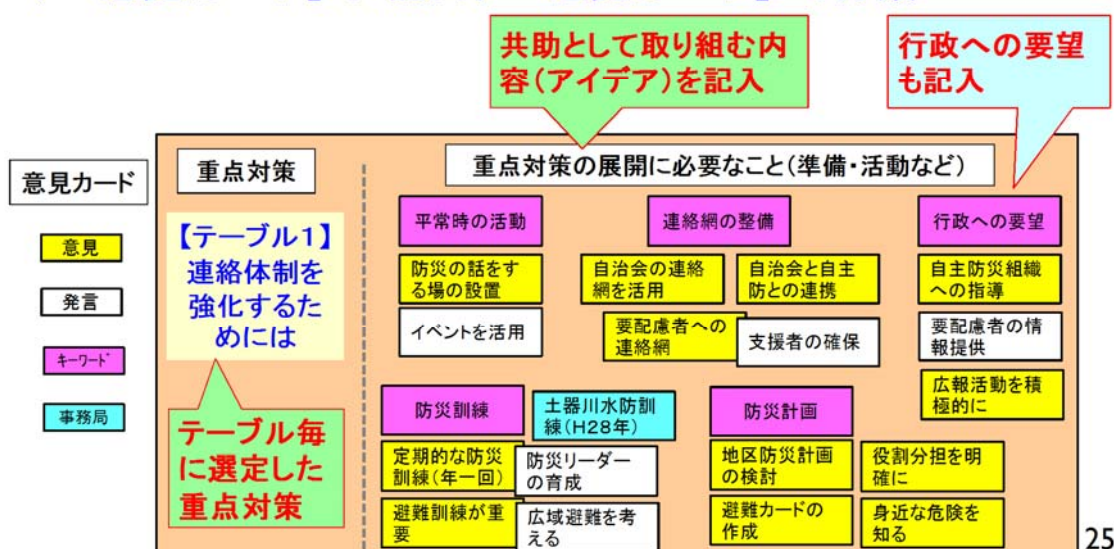 共助として取り組む内
容(アイデア)を記入
行政への要望
も記入
意見カード
意見
発言
キーワード
事務局
重点対策
【テーブル1】
連絡体制を
強化するた
めには
テーブル毎
に選定した
重点対策
重点対策の展開に必要なこと(準備・活動など)
平常時の活動
防災の話をす
る場の設置
イベントを活用
連絡網の整備
自治会の連絡
網を活用
自治会と自主
防との連携
要配慮者への
連絡網
支援者の確保
行政への要望
自主防災組織
への指導
要配慮者の情
報提供
広報活動を積
極的に
防災訓練
土器川水防訓
練(H28年)
定期的な防災
訓練(年一回)
防災リーダー
の育成
避難訓練が重
要
広域避難を考
える
防災計画
地区防災計画
の検討
役割分担を明
確に
避難カードの
作成
身近な危険を
知る
25